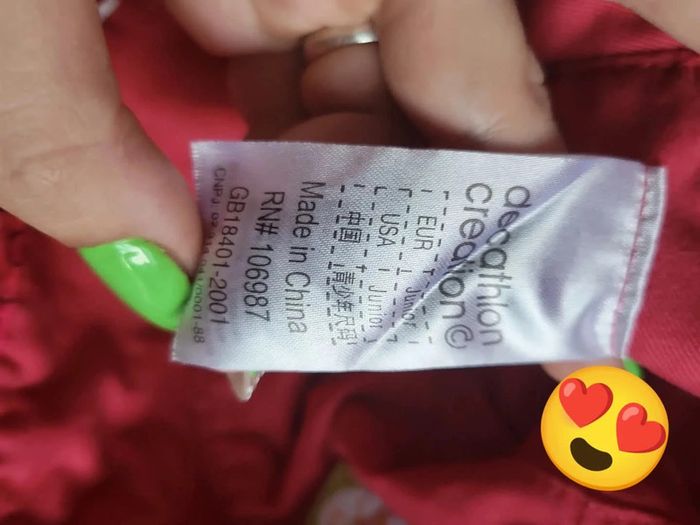 decathlon
creation©
EUR Junior
USA Junior
中国 青少年尺码
Made in China
RN# 106987
GB18401-2001
CNPJ